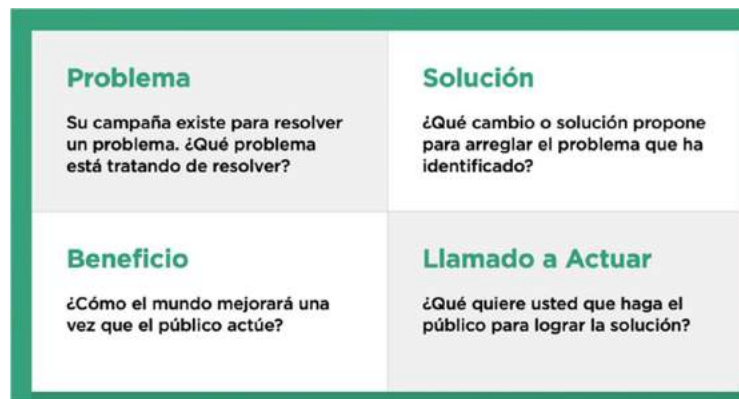 Problema
Su campaña existe para resolver
un problema. ¿Qué problema
está tratando de resolver?
Solución
¿Qué cambio o solución propone
para arreglar el problema que ha
identificado?
Beneficio
¿Cómo el mundo mejorará una
vez que el público actúe?
Llamado a Actuar
¿Qué quiere usted que haga el
público para lograr la solución?